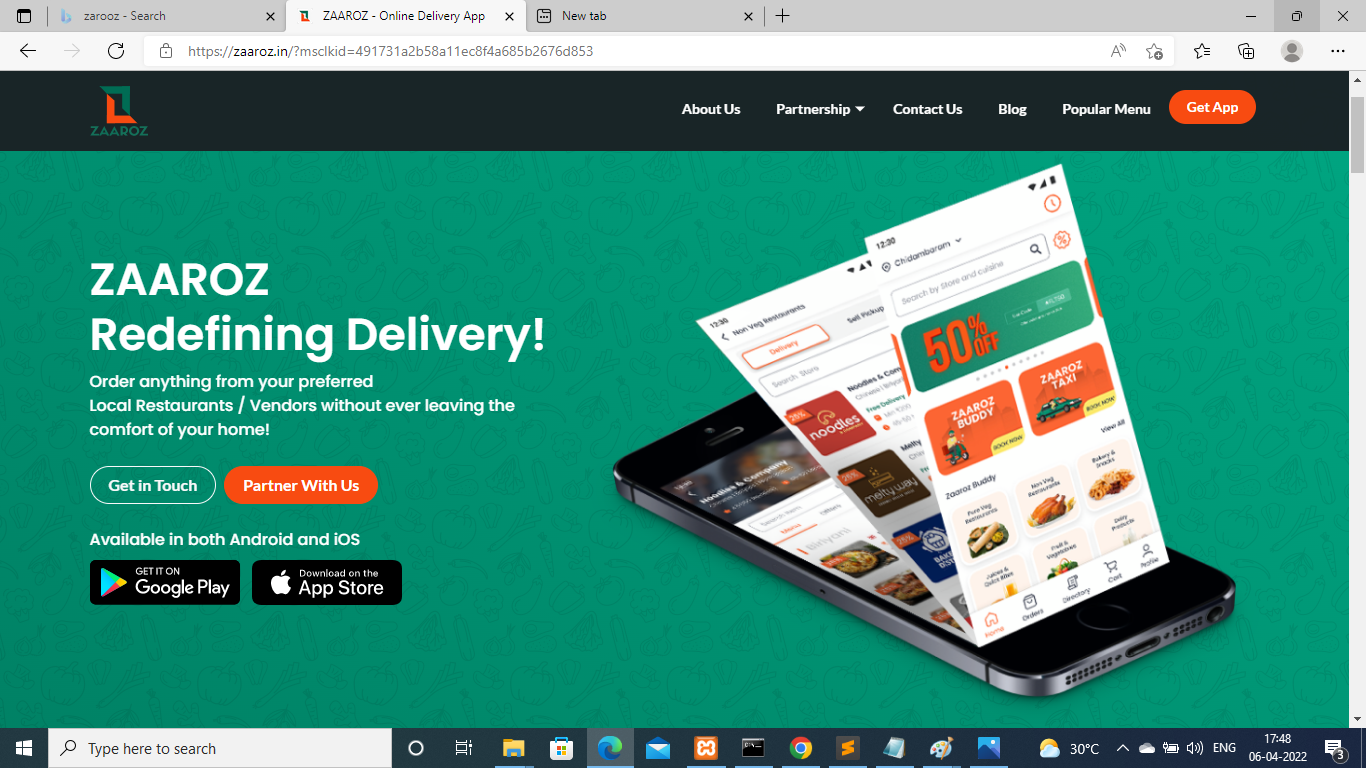 zarooz - Search
ZAAROZ - Online Delivery App
New tab
https://zaaroz.in/?msclkid=491731a2b58a11ec8f4a685b2676d853
ZAAROZ
About Us
Partnership
Contact Us
Blog
Popular Menu
Get App
ZAAROZ
Redefining Delivery!
Order anything from your preferred
Local Restaurants / Vendors without ever leaving the
comfort of your home!
Get in Touch
Partner With Us
Available in both Android and iOS
GET IT ON
Google Play
Download on the
App Store
12:30
Chidambaram
Search by Store and cuisine
50%
OFF
ZAAROZ
BUDDY
BOOK NOW!
ZAAROZ
TAXI
BOOK NOW!
Zaaroz Buddy
View All
Pure Veg
Restaurants
Non Veg
Restaurants
Bakery &
Snacks
Juices &
Quick Bites
Fruit &
Vegetables
Daily
Products
Home
Orders
Directory
Cart
Profile
12:30
Non Veg Restaurants
Delivery
Self Pickup
Search Store
25%
noodles
Noodles & Com
Free Delivery
melty way
Melty
25%
Noodles & Company
Biriyani
Type here to search
30°C
ENG
17:48
06-04-2022
3